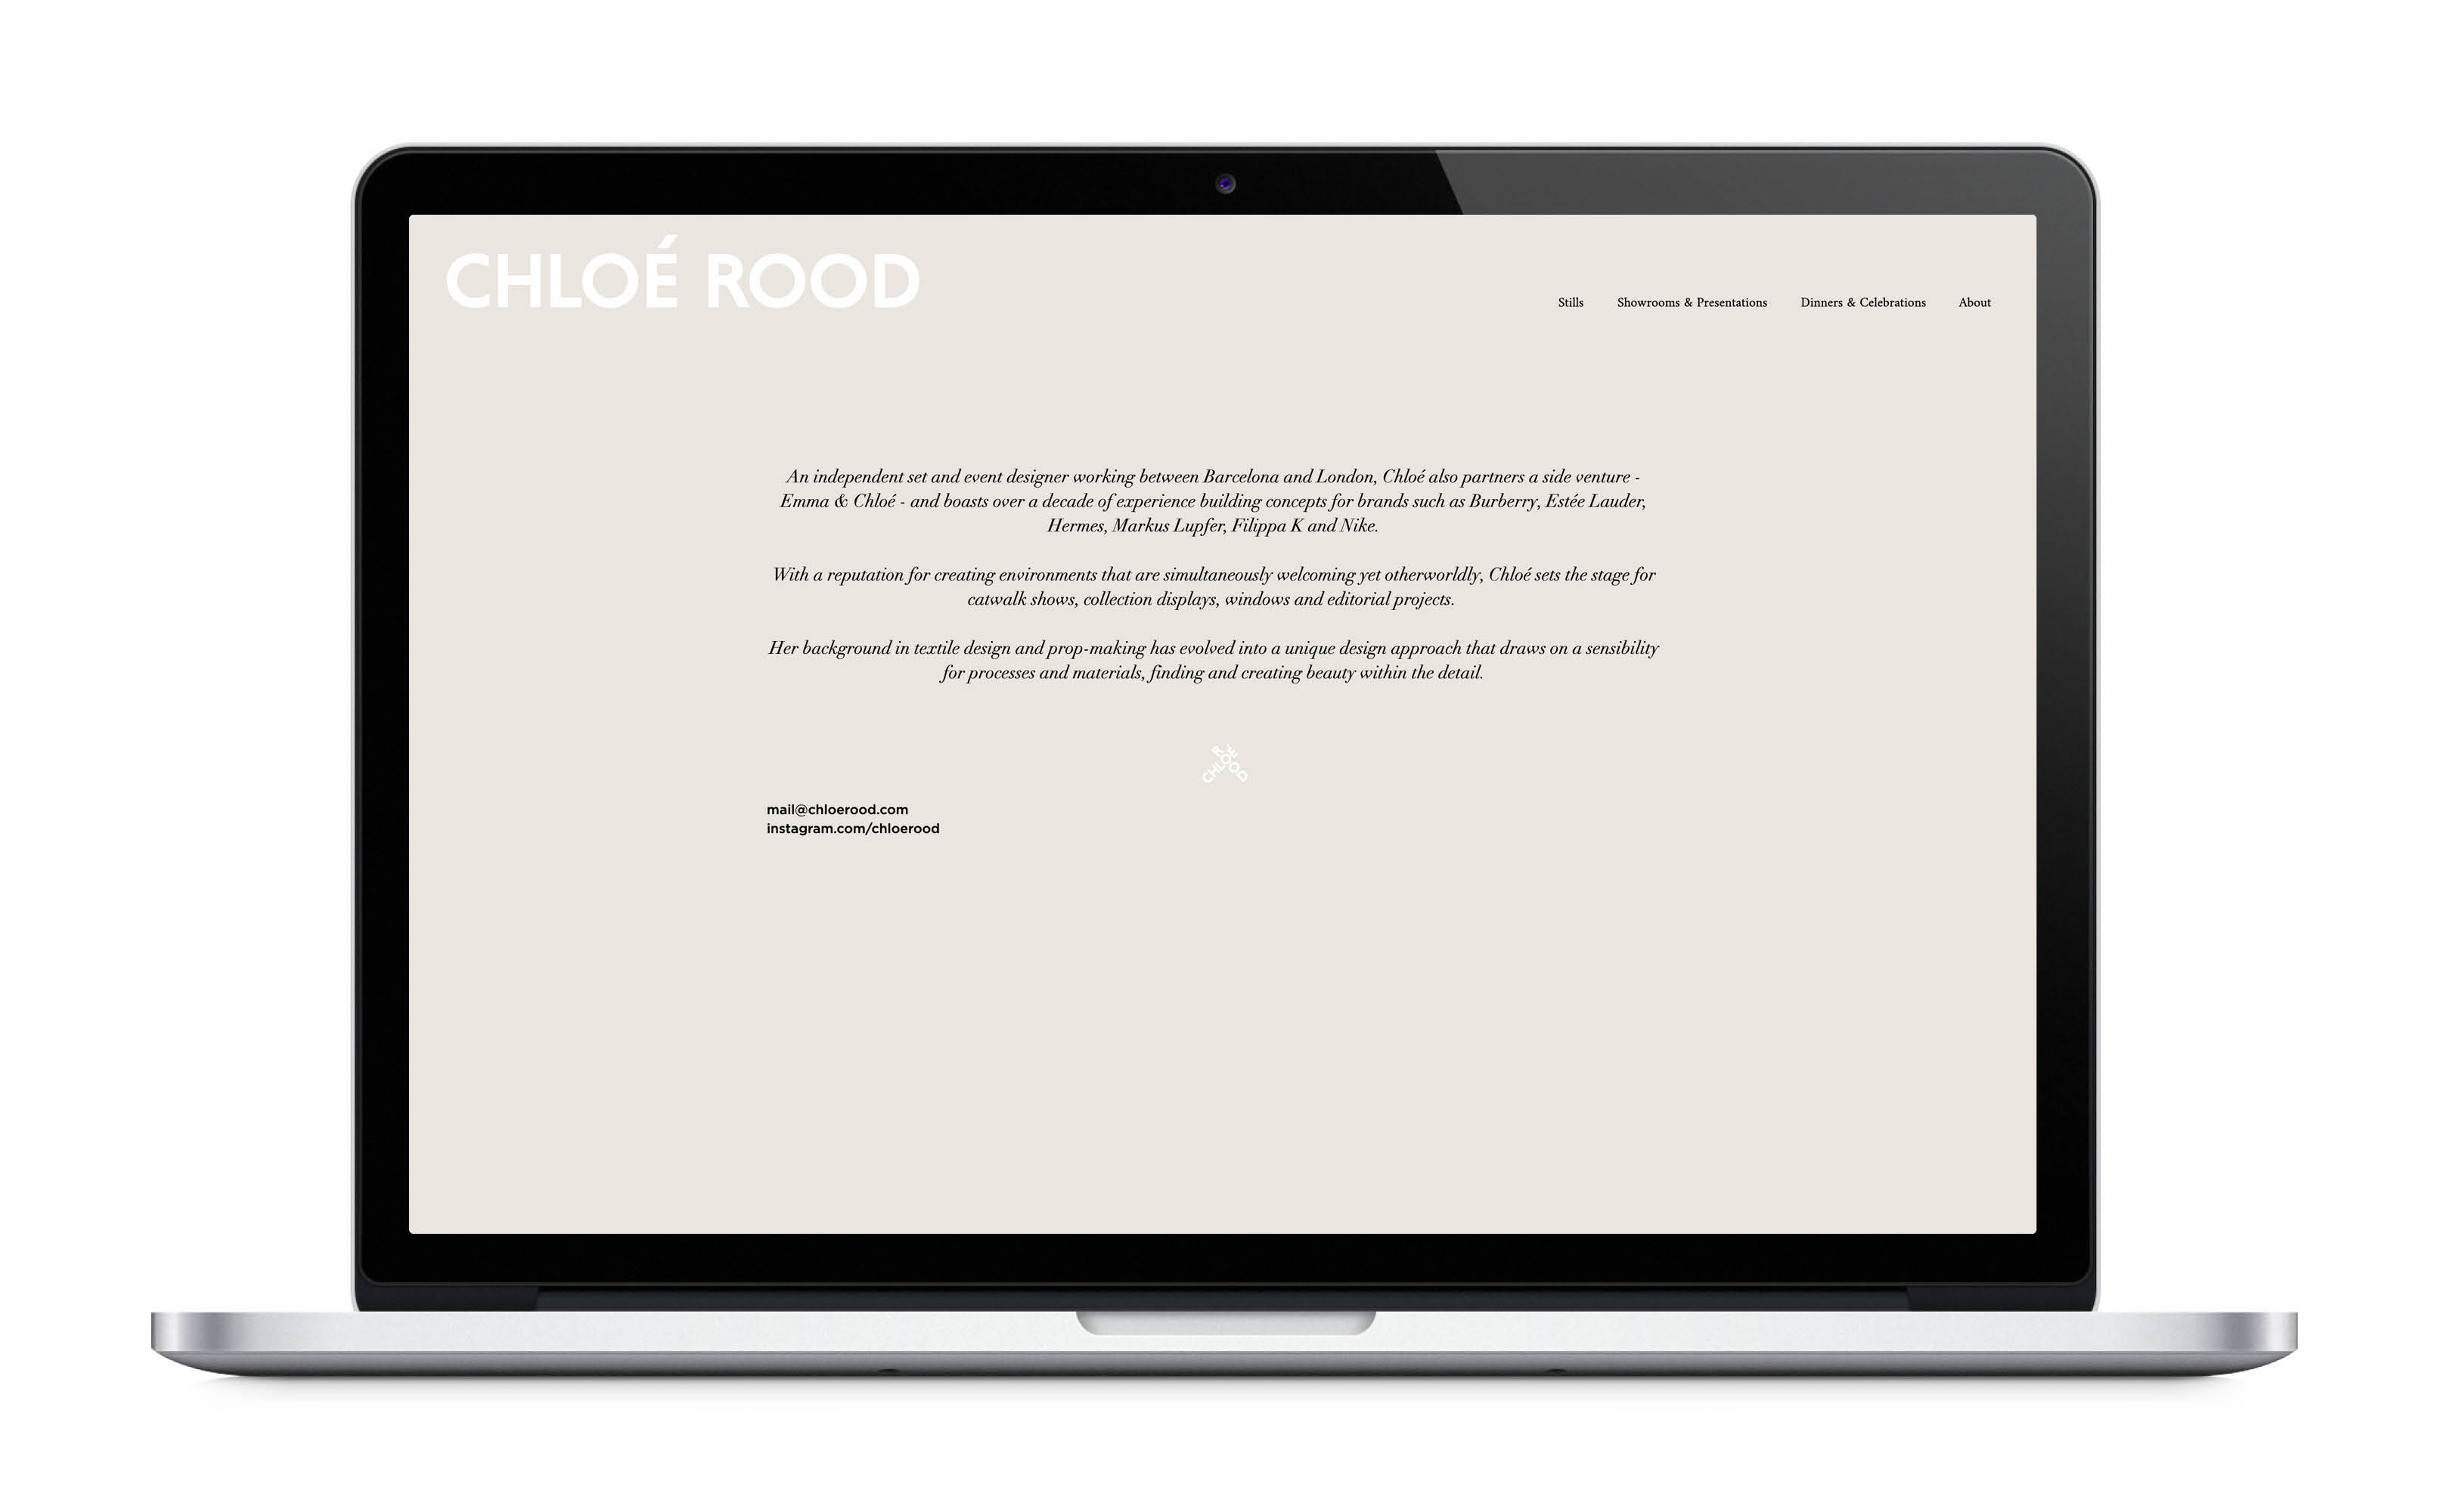 CHLOÉ ROOD
Stills Showrooms & Presentations Dinners & Celebrations About
An independent set and event designer working between Barcelona and London, Chloé also partners a side venture -
Emma & Chloé - and boasts over a decade of experience building concepts for brands such as Burberry, Estée Lauder,
Hermes, Markus Lupfer, Filippa K and Nike.
With a reputation for creating environments that are simultaneously welcoming yet otherworldly, Chloé sets the stage for
catwalk shows, collection displays, windows and editorial projects.
Her background in textile design and prop-making has evolved into a unique design approach that draws on a sensibility
for processes and materials, finding and creating beauty within the detail.
CHLOÉ
ROOD
mail@chloerood.com
instagram.com/chloerood